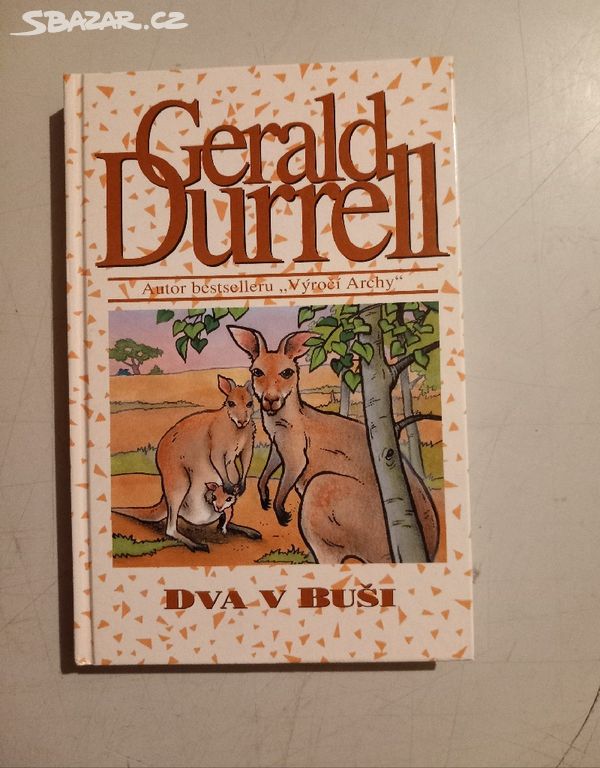 SBAZAR.CZ
Gerald
Durrell
Autor bestselleru „Výročí Archy“
DVA V BUŠI